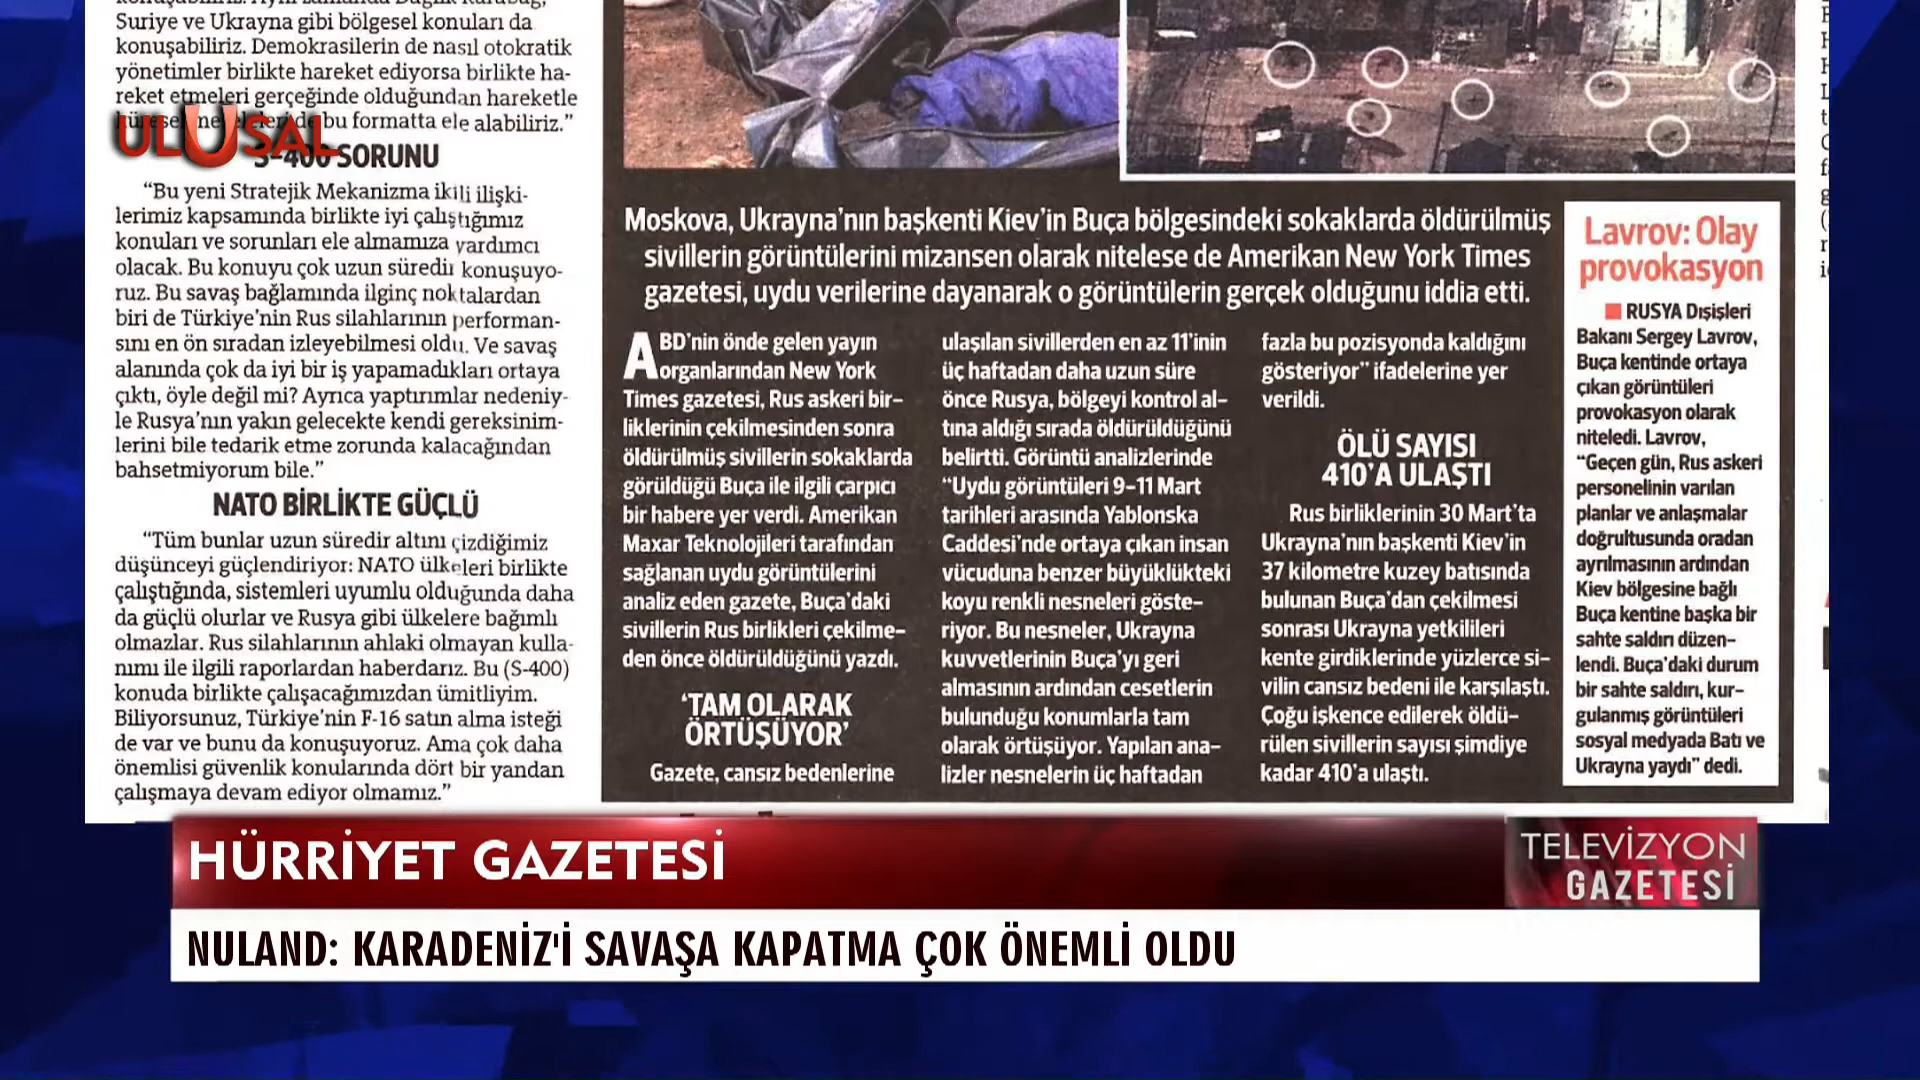 Suriye ve Ukrayna gibi bölgesel konuları da
konuşabiliriz. Demokrasilerin de nasıl otokratik
yönetimler birlikte hareket ediyorsa birlikte ha-
reket etmeleri gerçeğinde olduğundan hareketle
bu formatta ele alabiliriz.”
ULUSAL
S-400 SORUNU
“Bu yeni Stratejik Mekanizma ikili ilişki-
lerimiz kapsamında birlikte iyi çalıştığımız
konuları ve sorunları ele almamıza yardımcı
olacak. Bu konuyu çok uzun süredir konuşuyo-
ruz. Bu savaş bağlamında ilginç noktalardan
biri de Türkiye’nin Rus silahlarının performan-
sını en ön sıradan izleyebilmesi oldu. Ve savaş
alanında çok da iyi bir iş yapamadıkları ortaya
çıktı, öyle değil mi? Ayrıca yaptırımlar nedeniy-
le Rusya’nın yakın gelecekte kendi gereksinim-
lerini bile tedarik etme zorunda kalacağından
bahsetmiyorum bile.”
NATO BİRLİKTE GÜÇLÜ
“Tüm bunlar uzun süredir altını çizdiğimiz
düşünceyi güçlendiriyor: NATO ülkeleri birlikte
çalıştığında, sistemleri uyumlu olduğunda daha
da güçlü olurlar ve Rusya gibi ülkelere bağımlı
olmazlar. Rus silahlarının ahlaki olmayan kulla-
nımı ile ilgili raporlardan haberdarız. Bu (S-400)
konuda birlikte çalışacağımızdan ümitliyim.
Biliyorsunuz, Türkiye’nin F-16 satın alma isteği
de var ve bunu da konuşuyoruz. Ama çok daha
önemlisi güvenlik konularında dört bir yandan
çalışmaya devam ediyor olmamız.”
Moskova, Ukrayna’nın başkenti Kiev’in Buça bölgesindeki sokaklarda öldürülmüş
sivillerin görüntülerini mizansen olarak nitelese de Amerikan New York Times
gazetesi, uydu verilerine dayanarak o görüntülerin gerçek olduğunu iddia etti.
ABD’nin önde gelen yayın
organlarından New York
Times gazetesi, Rus askeri bir-
liklerinin çekilmesinden sonra
öldürülmüş sivillerin sokaklarda
görüldüğü Buça ile ilgili çarpıcı
bir habere yer verdi. Amerikan
Maxar Teknolojileri tarafından
sağlanan uydu görüntülerini
analiz eden gazete, Buça’daki
sivillerin Rus birlikleri çekilme-
den önce öldürüldüğünü yazdı.
‘TAM OLARAK
ÖRTÜŞÜYOR’
Gazete, cansız bedenlerine
ulaşılan sivillerden en az 11’inin
üç haftadan daha uzun süre
önce Rusya, bölgeyi kontrol al-
tına aldığı sırada öldürüldüğünü
belirtti. Görüntü analizlerinde
“Uydu görüntüleri 9-11 Mart
tarihleri arasında Yablonska
Caddesi’nde ortaya çıkan insan
vücuduna benzer büyüklükteki
koyu renkli nesneleri göste-
riyor. Bu nesneler, Ukrayna
kuvvetlerinin Buça’yı geri
almasının ardından cesetlerin
bulunduğu konumlarla tam
olarak örtüşüyor. Yapılan ana-
lizler nesnelerin üç haftadan
fazla bu pozisyonda kaldığını
gösteriyor” ifadelerine yer
verildi.
ÖLÜ SAYISI
410’A ULAŞTI
Rus birliklerinin 30 Mart’ta
Ukrayna’nın başkenti Kiev’in
37 kilometre kuzey batısında
bulunan Buça’dan çekilmesi
sonrası Ukrayna yetkilileri
kente girdiklerinde yüzlerce si-
vilin cansız bedeni ile karşılaştı.
Çoğu işkence edilerek öldü-
rülen sivillerin sayısı şimdiye
kadar 410’a ulaştı.
Lavrov: Olay
provokasyon
RUSYA Dışişleri
Bakanı Sergey Lavrov,
Buça kentinde ortaya
çıkan görüntüleri
provokasyon olarak
niteledi. Lavrov,
“Geçen gün, Rus askeri
personelinin varılan
planlar ve anlaşmalar
doğrultusunda oradan
ayrılmasının ardından
Kiev bölgesine bağlı
Buça kentine başka bir
sahte saldırı düzen-
lendi. Buça’daki durum
bir sahte saldırı, kur-
gulanmış görüntüleri
sosyal medyada Batı ve
Ukrayna yaydı” dedi.
HÜRRİYET GAZETESİ
TELEVİZYON
GAZETESİ
NULAND: KARADENİZ'İ SAVAŞA KAPATMA ÇOK ÖNEMLİ OLDU